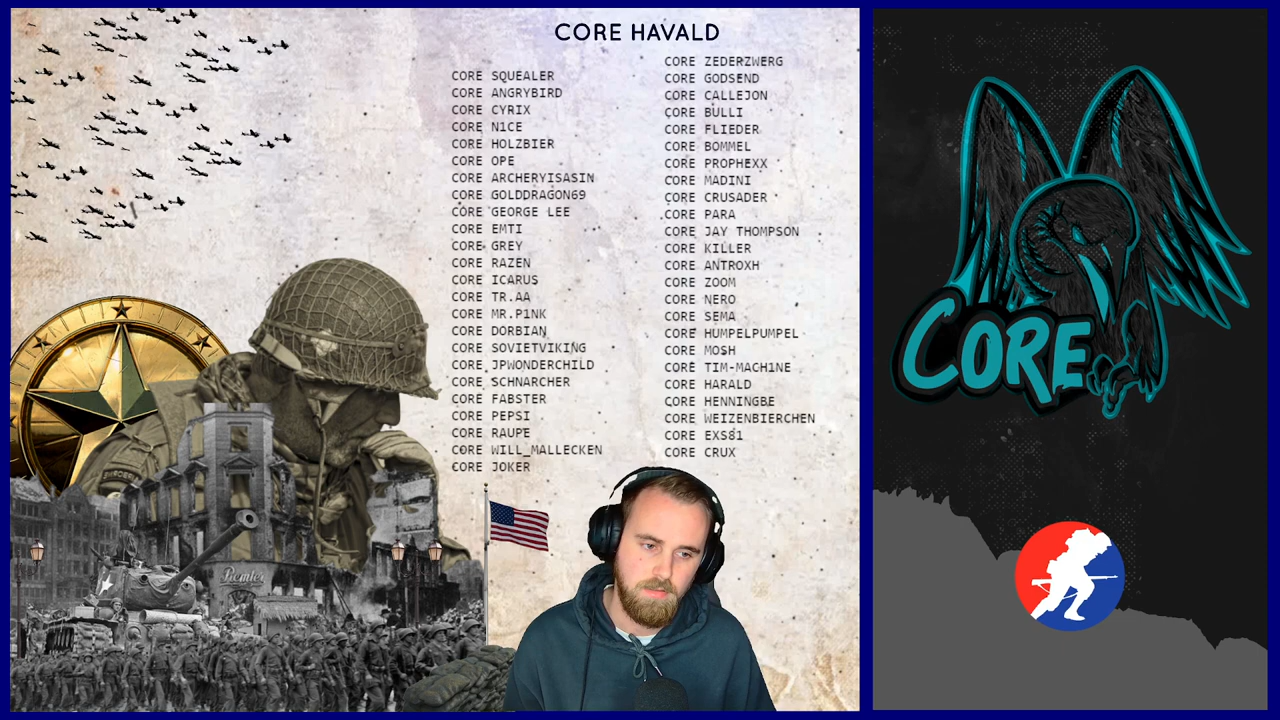 CORE HAVALD
CORE SQUEALER
CORE ANGRYBIRD
CORE CYRIX
CORE N1CE
CORE HOLZBIER
CORE OPE
CORE ARCHERYISASIN
CORE GOLDDRAGON69
CORE GEORGE LEE
CORE EMTI
CORE GREY
CORE RAZEN
CORE ICARUS
CORE TR.AA
CORE MR.P1NK
CORE DORBIAN
CORE SOVIETVIKING
CORE JPWONDERCHILD
CORE SCHNARCHER
CORE FABSTER
CORE PEPSI
CORE RAUPE
CORE WILL_MALLECKEN
CORE JOKER
CORE ZEDERZWERG
CORE GODSEND
CORE CALLEJON
CORE BULLI
CORE FLIEDER
CORE BOMMEL
CORE PROPHEXX
CORE MADINI
CORE CRUSADER
CORE PARA
CORE JAY THOMPSON
CORE KILLER
CORE ANTROXH
CORE ZOOM
CORE NERO
CORE SEMA
CORE HUMPELPUMPEL
CORE MOSH
CORE TIM-MACH1NE
CORE HARALD
CORE HENNINGBE
CORE WEIZENBIERCHEN
CORE EXS81
CORE CRUX
CORE